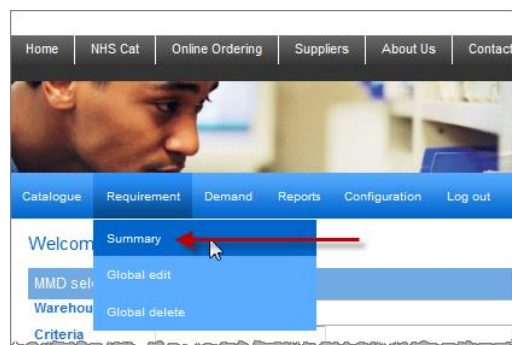 Home NHS Cat Online Ordering Suppliers About Us Contact
Catalogue Requirement Demand Reports Configuration Log out
Welcom
Summary
MMD sel
Global edit
Warehou
Global delete
Criteria